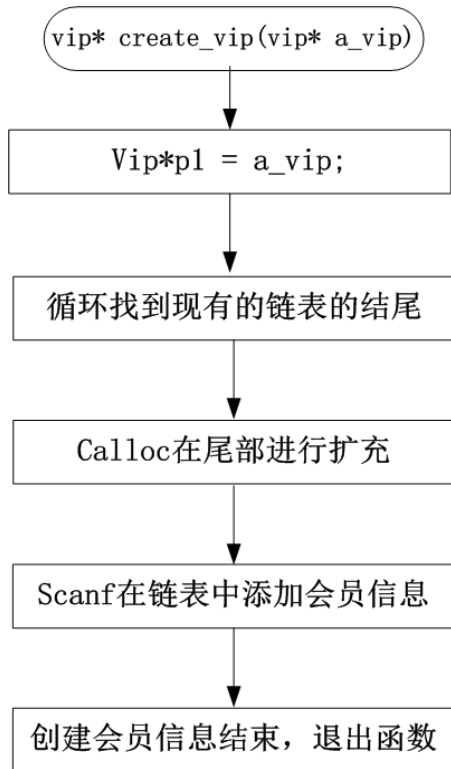 vip* create_vip(vip* a_vip)
Vip*p1 = a_vip;
循环找到现有的链表的结尾
Calloc在尾部进行扩充
Scanf在链表中添加会员信息
创建会员信息结束，退出函数